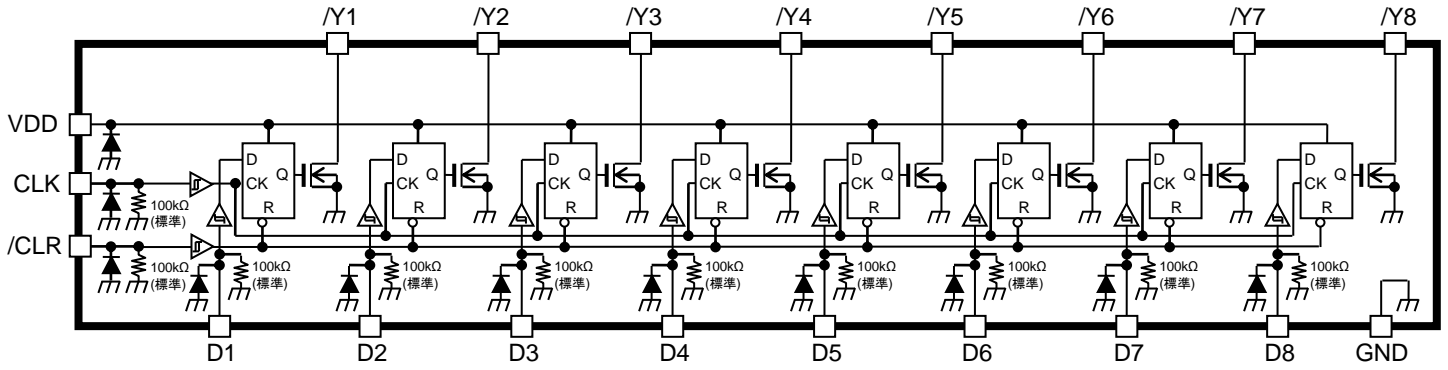 /Y1 /Y2 /Y3 /Y4 /Y5 /Y6 /Y7 /Y8
VDD
D D D D D D D D
CLK
Q Q Q Q Q Q Q Q
CK CK CK CK CK CK CK CK
100kΩ
(標準)
R R R R R R R R
/CLR
100kΩ 100kΩ 100kΩ 100kΩ 100kΩ 100kΩ 100kΩ 100kΩ 100kΩ
(標準) (標準) (標準) (標準) (標準) (標準) (標準) (標準) (標準)
D1 D2 D3 D4 D5 D6 D7 D8 GND